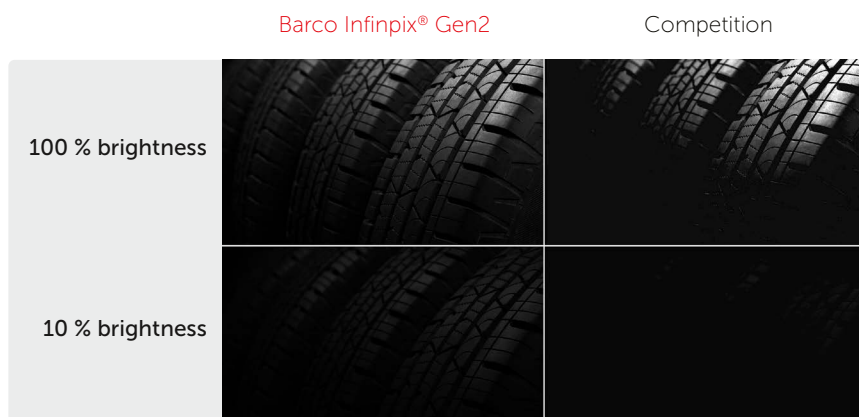 Barco Infinpix® Gen2
Competition
100 % brightness
10 % brightness